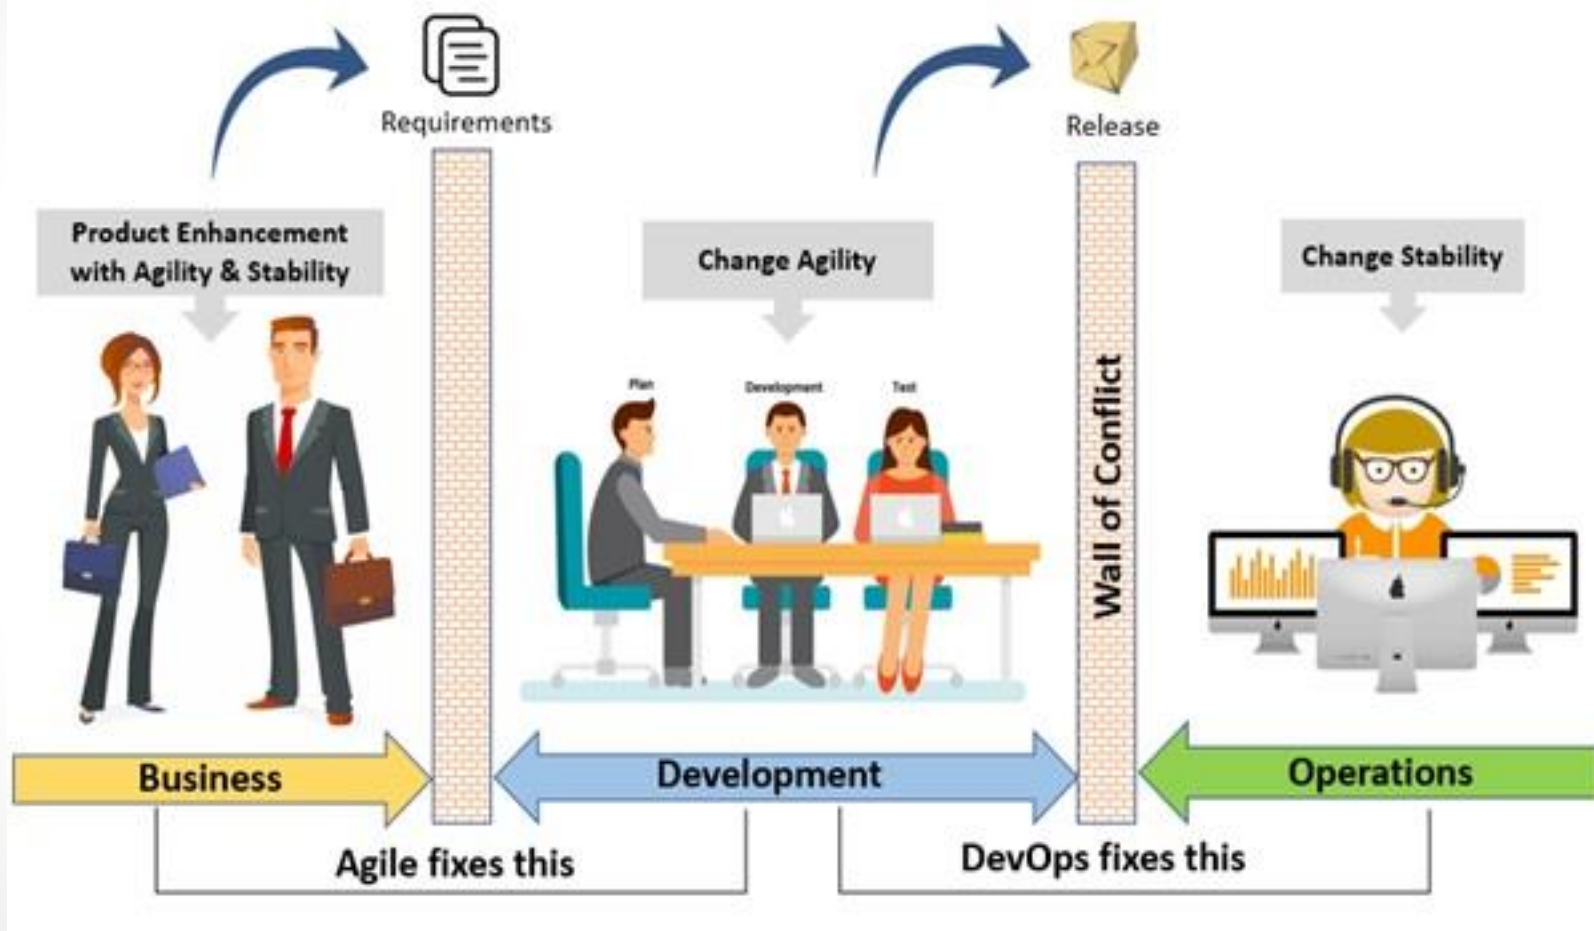 Requirements
Release
Product Enhancement
with Agility & Stability
Change Agility
Change Stability
Plan
Development
Test
Wall of Conflict
Business
Development
Operations
Agile fixes this
DevOps fixes this